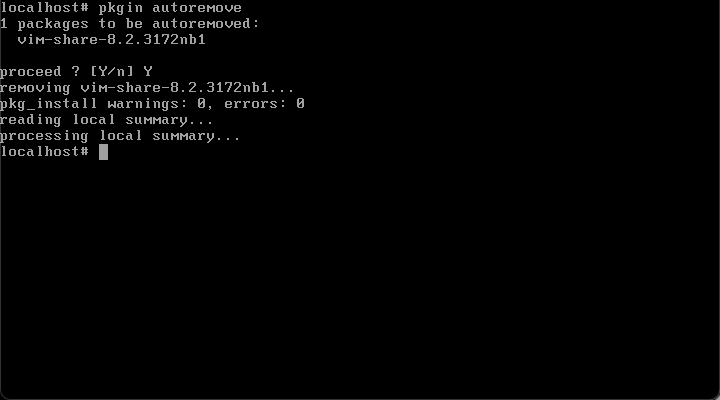 localhost# pkgin autoremove
1 packages to be autoremoved:
  vim-share-8.2.3172nb1

proceed ? [Y/n] Y
removing vim-share-8.2.3172nb1...
pkg_install warnings: 0, errors: 0
reading local summary...
processing local summary...
localhost#